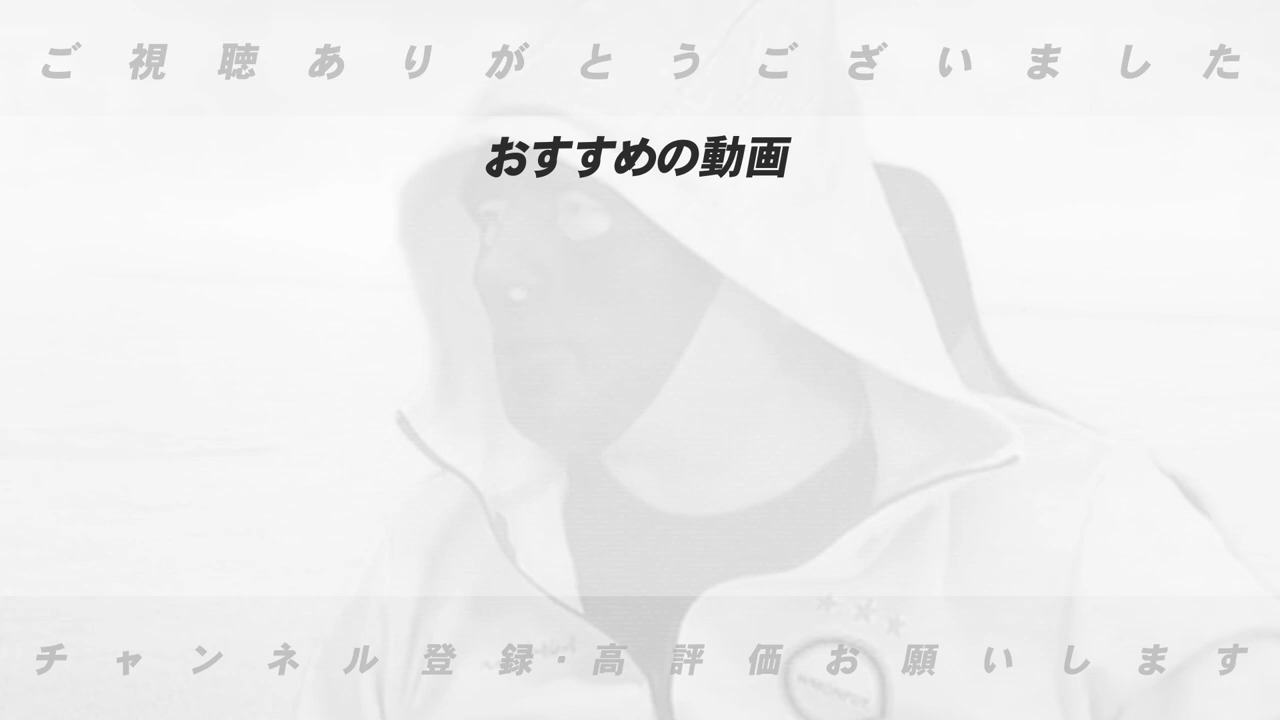 ご視聴ありがとうございました
おすすめの動画
チャンネル登録·高評価お願いします